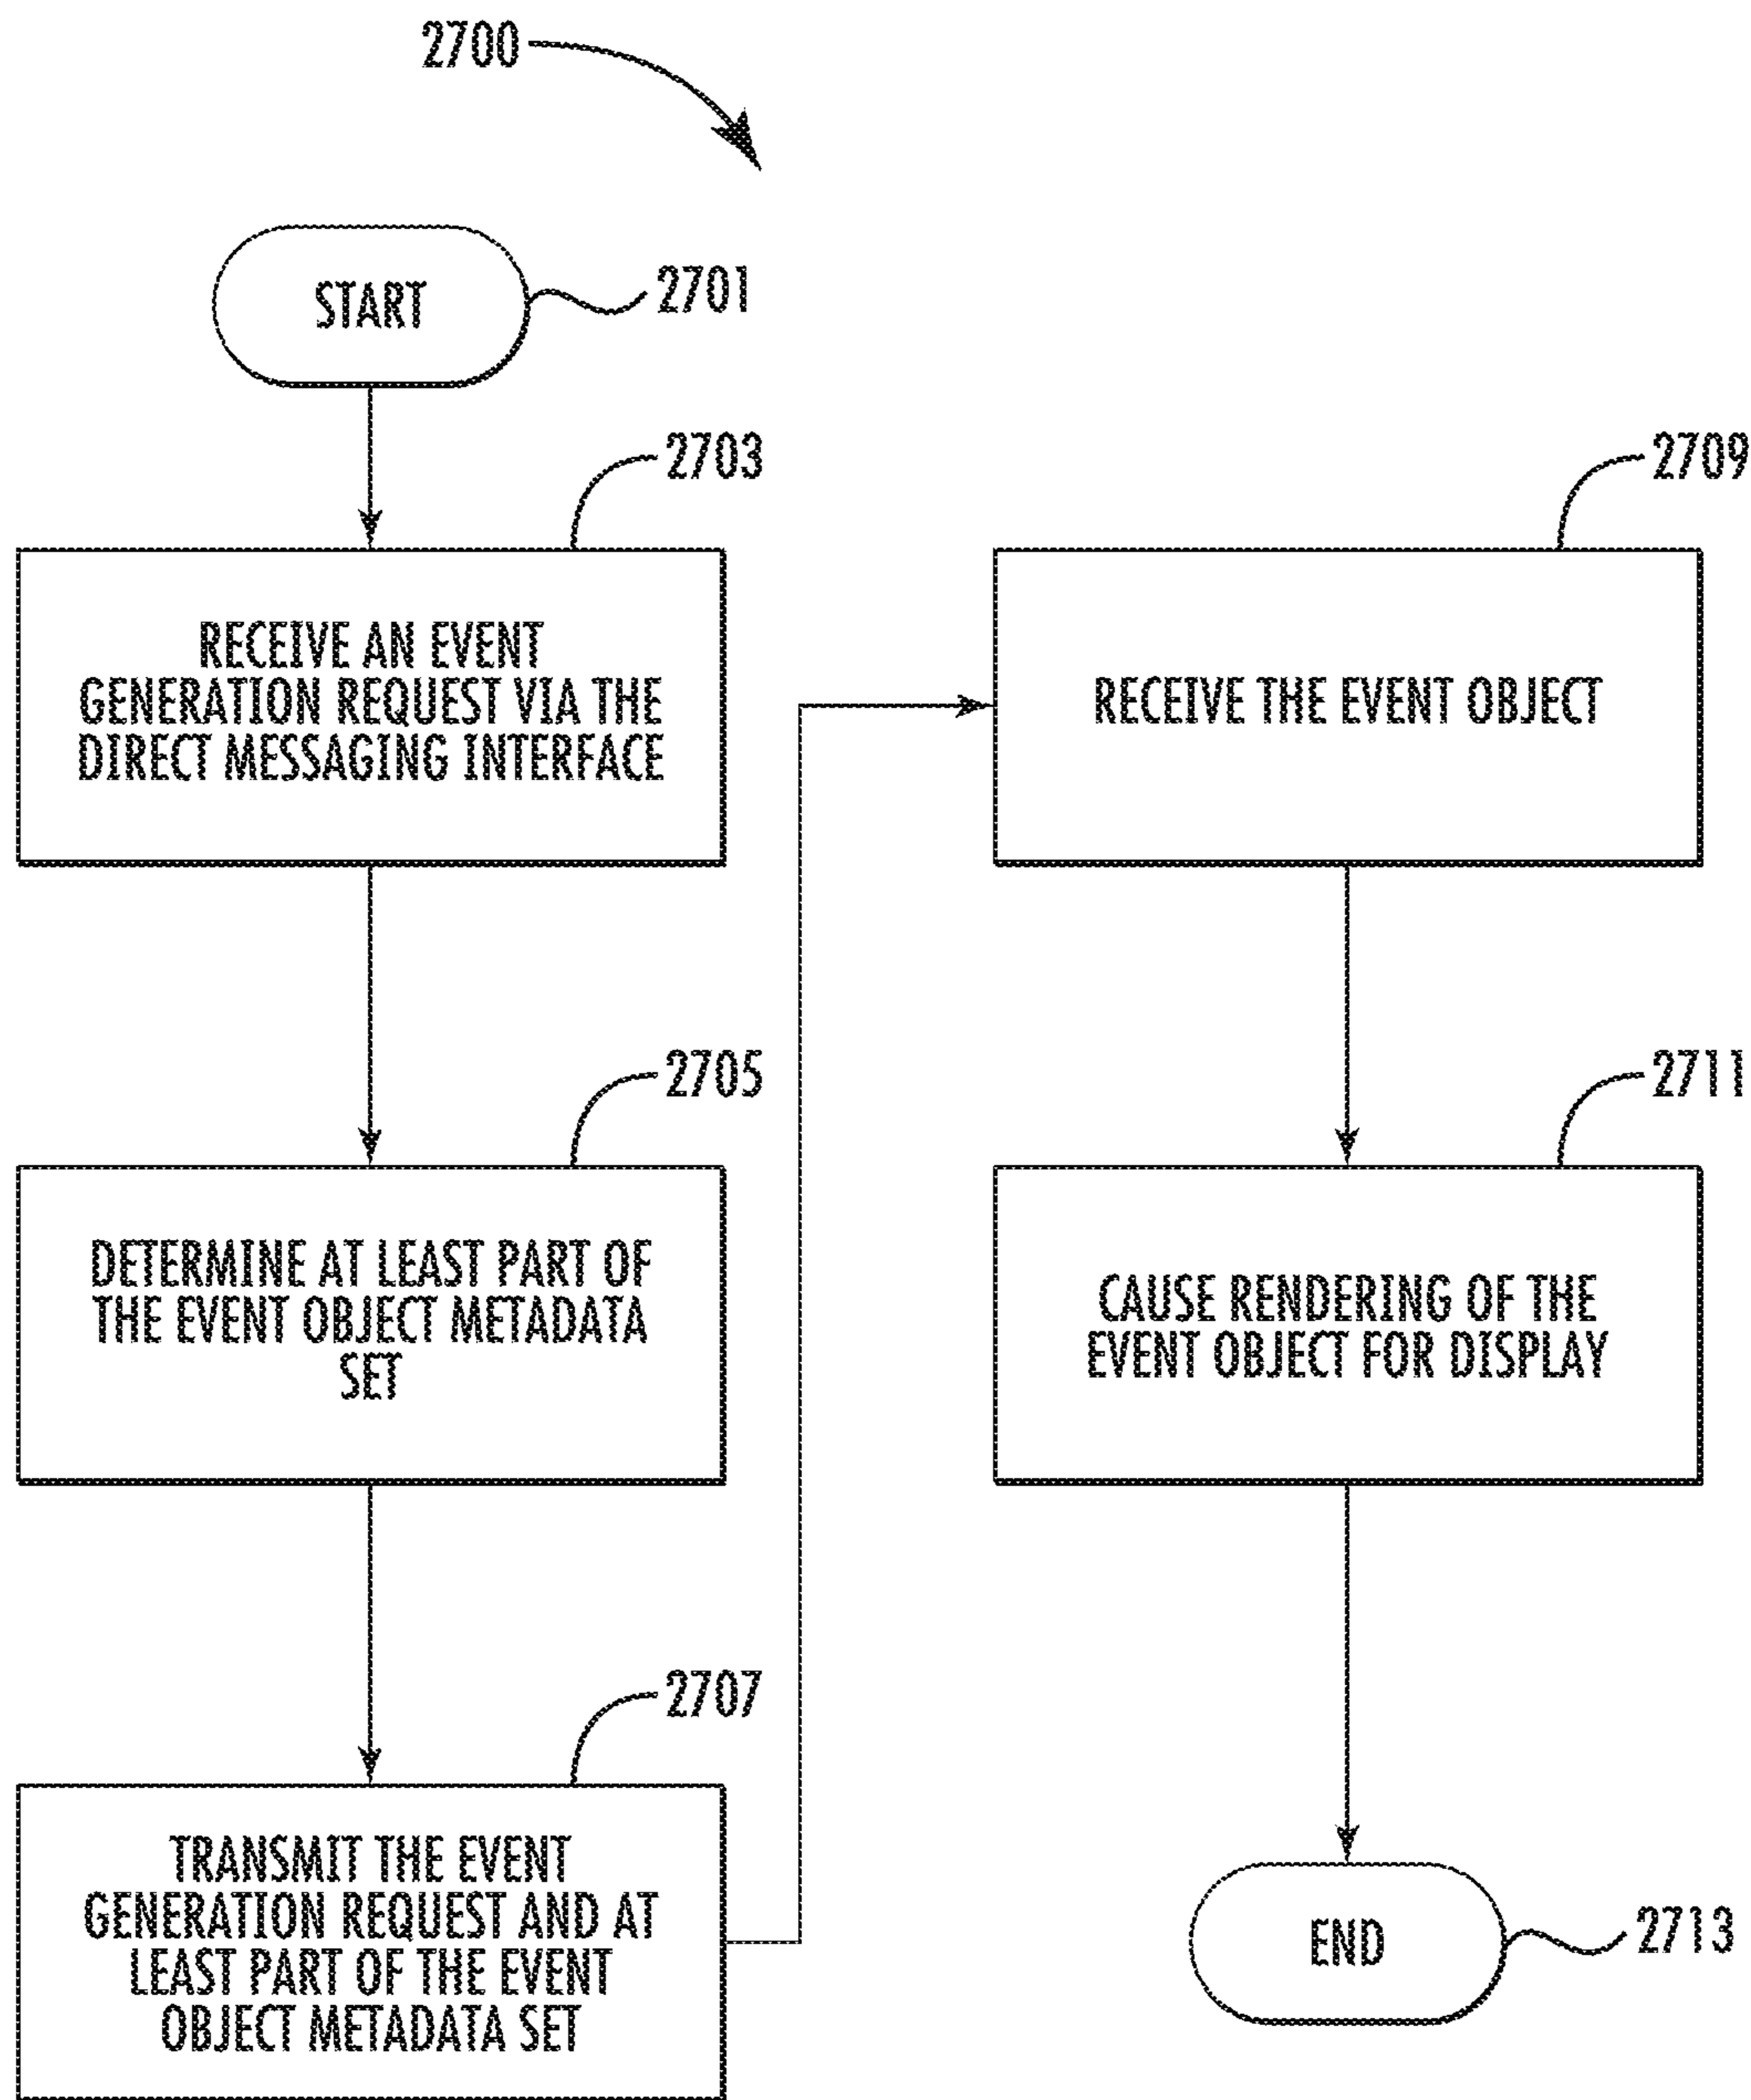 2700
START
2701
2703
RECEIVE AN EVENT
GENERATION REQUEST VIA THE
DIRECT MESSAGING INTERFACE
2705
DETERMINE AT LEAST PART OF
THE EVENT OBJECT METADATA
SET
2707
TRANSMIT THE EVENT
GENERATION REQUEST AND AT
LEAST PART OF THE EVENT
OBJECT METADATA SET
2709
RECEIVE THE EVENT OBJECT
2711
CAUSE RENDERING OF THE
EVENT OBJECT FOR DISPLAY
END
2713